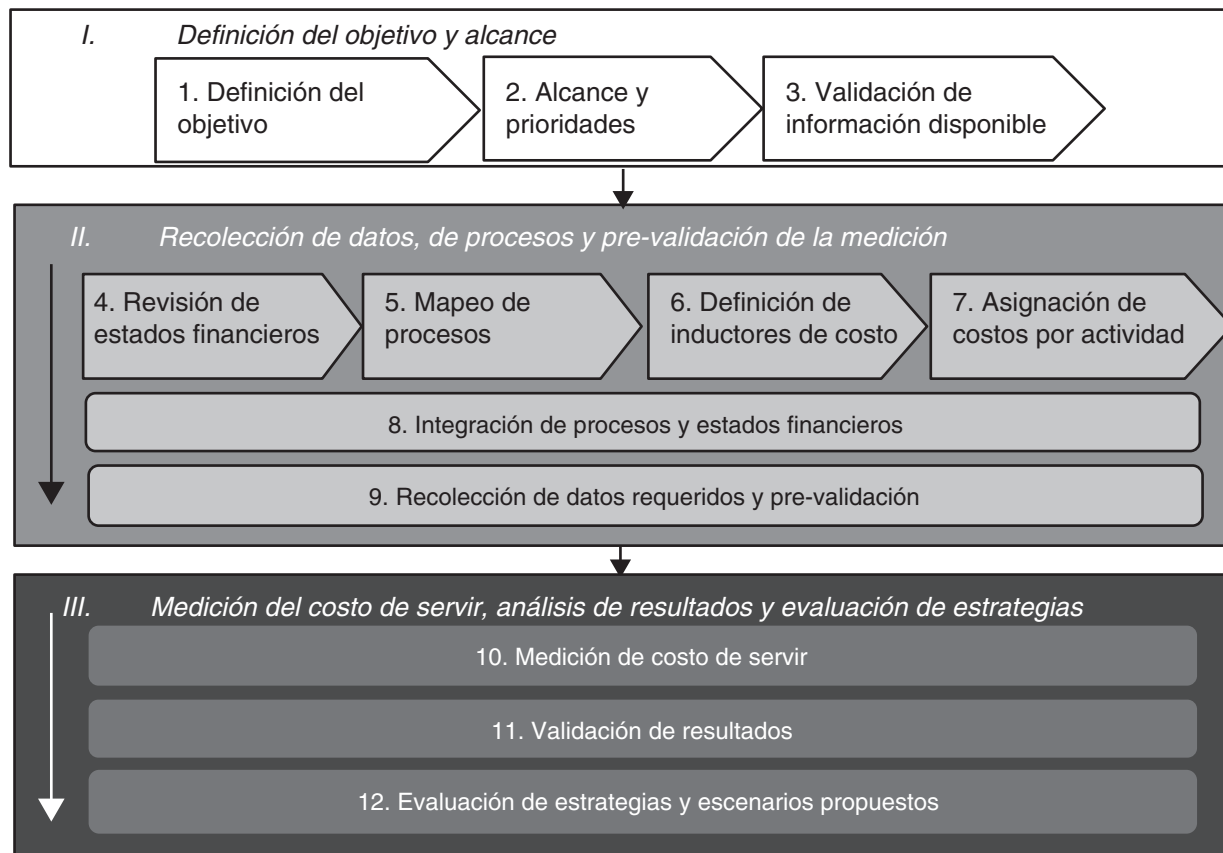 I. Definición del objetivo y alcance
1. Definición del
objetivo
2. Alcance y
prioridades
3. Validación de
información disponible
II. Recolección de datos, de procesos y pre-validación de la medición
4. Revisión de
estados financieros
5. Mapeo de
procesos
6. Definición de
inductores de costo
7. Asignación de
costos por actividad
8. Integración de procesos y estados financieros
9. Recolección de datos requeridos y pre-validación
III. Medición del costo de servir, análisis de resultados y evaluación de estrategias
10. Medición de costo de servir
11. Validación de resultados
12. Evaluación de estrategias y escenarios propuestos